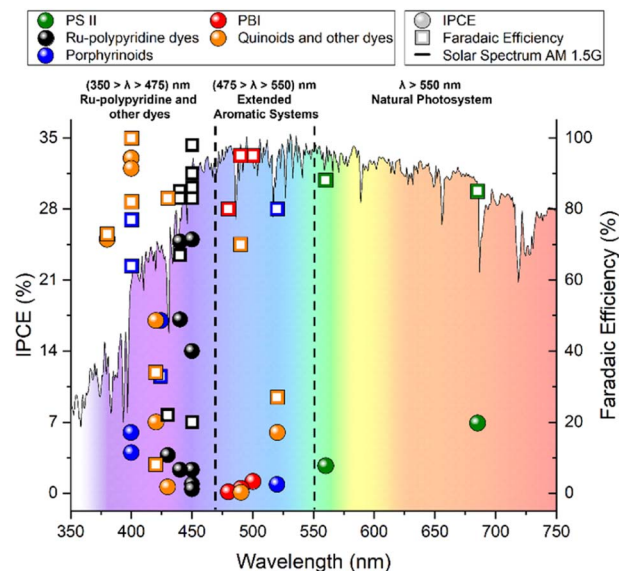 PS II
PBI
IPCE
Ru-polypyridine dyes
Quinoids and other dyes
Faradaic Efficiency
Porphyrinoids
Solar Spectrum AM 1.5G
(350 > λ > 475) nm
(475 > λ > 550) nm
λ > 550 nm
Ru-polypyridine and
Extended
Natural Photosystem
other dyes
Aromatic Systems
35
100
28
80
21
60
14
40
7
20
0
0
IPCE (%)
Faradaic Efficiency (%)
350 400 450 500 550 600 650 700 750
Wavelength (nm)